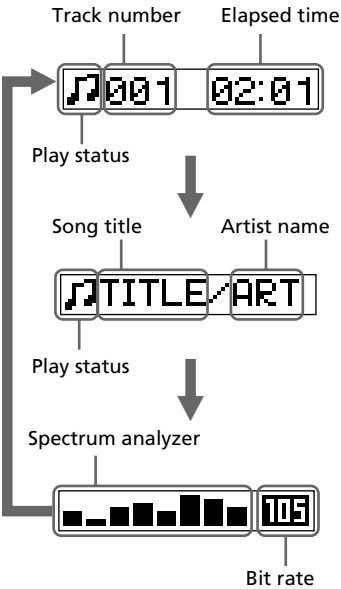 Track number Elapsed time
♫001 02:01
Play status
Song title Artist name
♫TITLE/ART
Play status
Spectrum analyzer
105
Bit rate